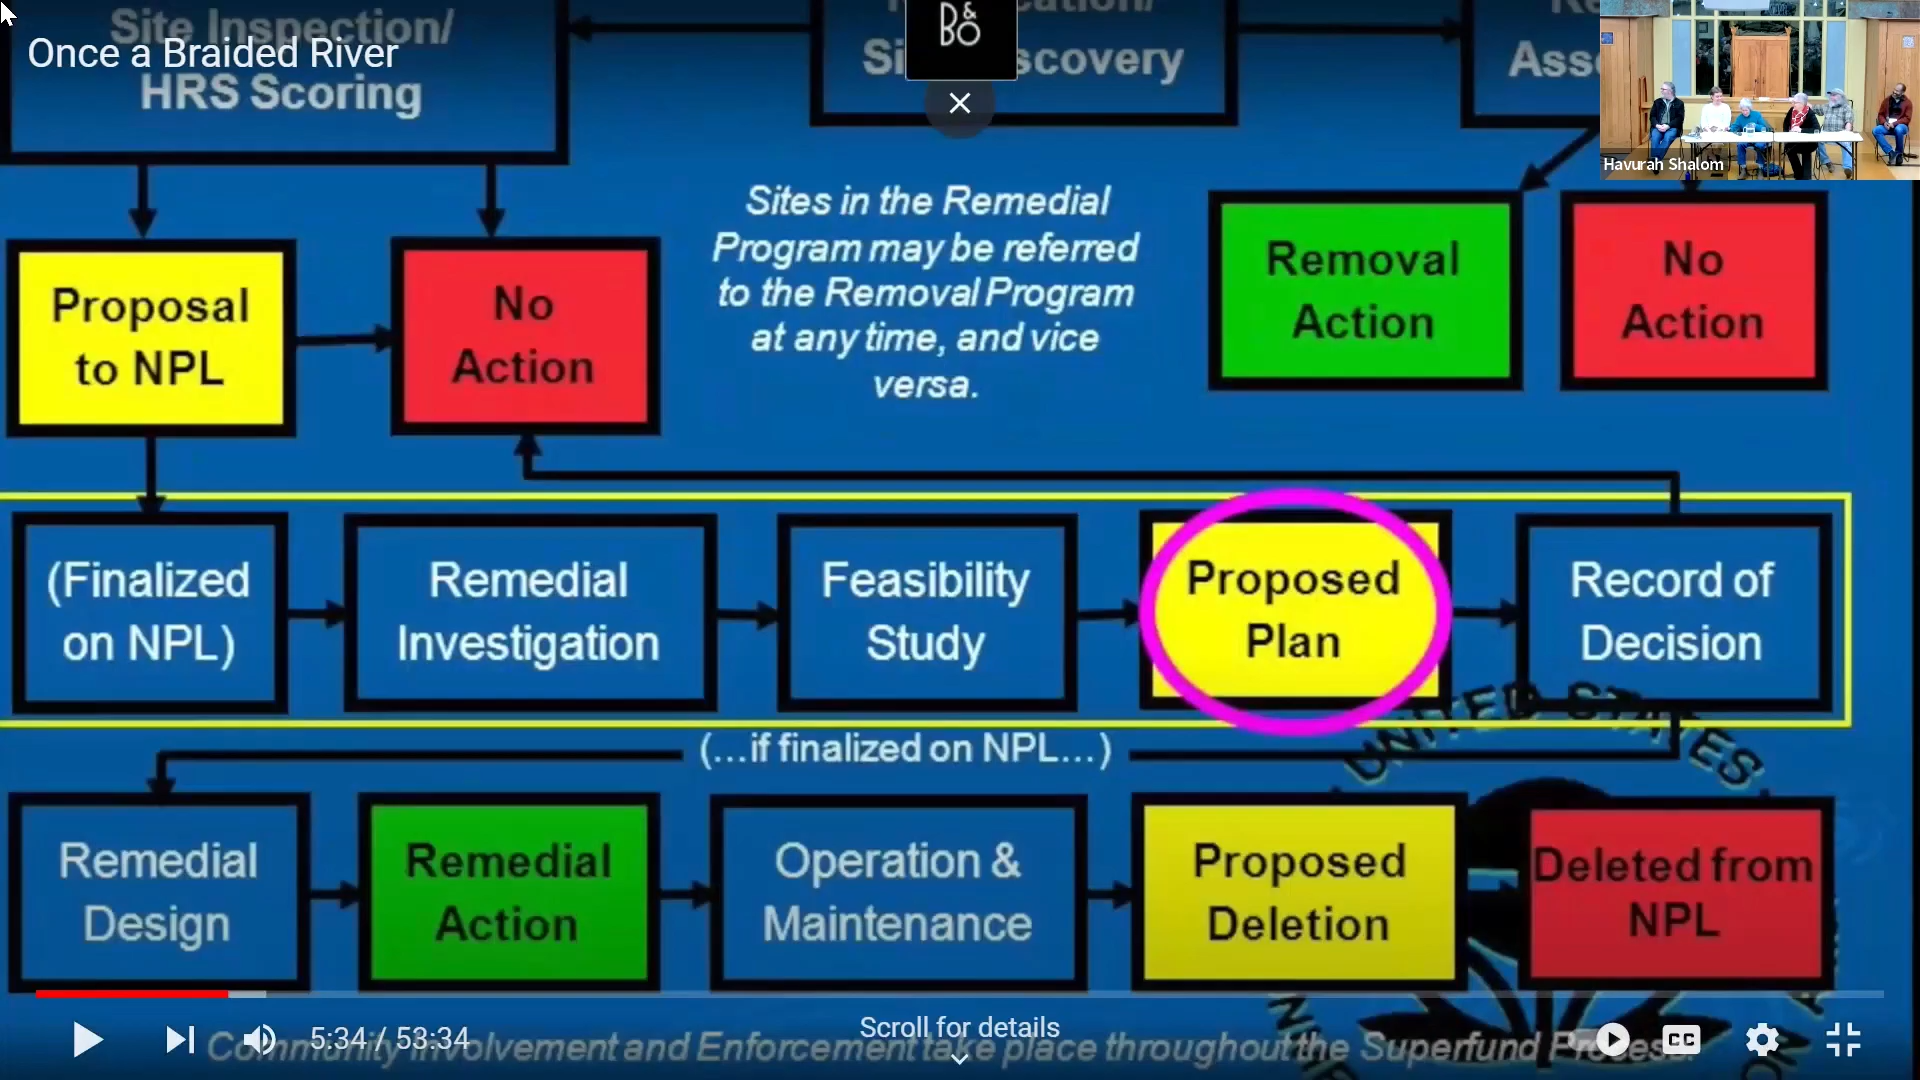 Once a Braided River
Site Inspection/
HRS Scoring
B&
BO
Havurah Shalom
Sites in the Remedial
Program may be referred
to the Removal Program
at any time, and vice
versa.
Proposal
to NPL
No
Action
Removal
Action
No
Action
(Finalized
on NPL)
Remedial
Investigation
Feasibility
Study
Proposed
Plan
Record of
Decision
UNITED STATES
(...if finalized on NPL...)
Remedial
Design
Remedial
Action
Operation &
Maintenance
Proposed
Deletion
Deleted from
NPL
5:34 / 53:34
Scroll for details
CC
Community Involvement and Enforcement take place throughout the Superfund Process